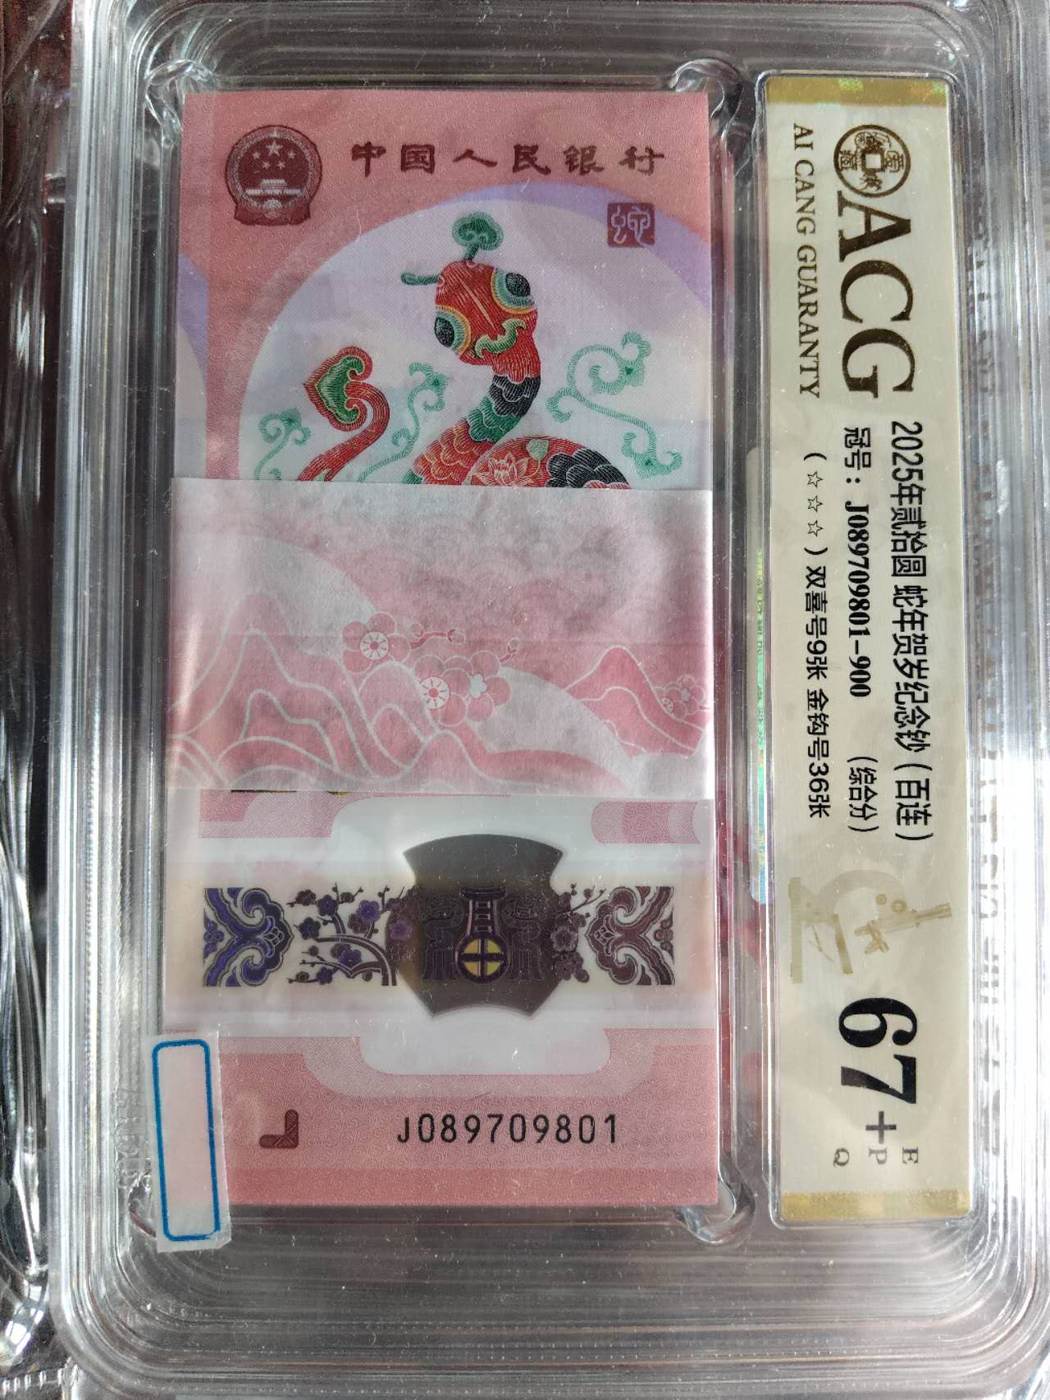 中国人民银行
蛇
J089709801
ACG
AI CANG GUARANTY
2025年贰拾圆 蛇年贺岁纪念钞（百连）
冠号：J089709801-900 （综合分）
（☆☆☆）双喜号9张 金钩号36张
67+
E
P
Q